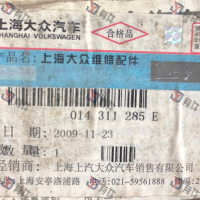 上海大众汽车
SHANGHAI VOLKSWAGEN
合格品
产品名称：上海大众维修配件
014 311 285 E
日期：2009-11-23
数量：1
经销商：上海上汽大众汽车销售有限公司
上海安亭洛浦路 电话：021-59561888